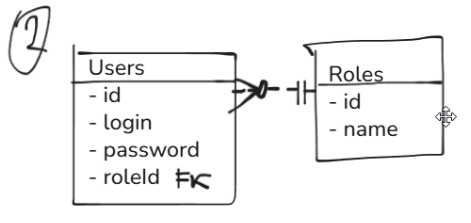 2
Users
- id
- login
- password
- roleId FK
Roles
- id
- name